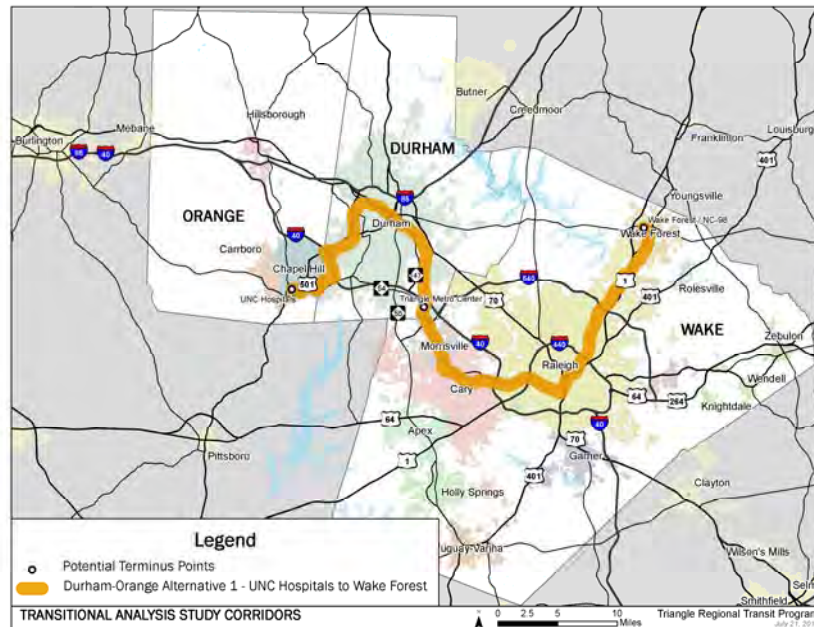 Butner
Creedmoor
Hillsborough
Mebane
Burlington
85
40
Franklinton
Louisburg
401
DURHAM
Youngsville
85
ORANGE
Wake Forest / NC-98
Durham
Wake Forest
40
Carrboro
Chapel Hill
501
UNC Hospitals
Triangle Metro Center
540
70
1
401
Rolesville
WAKE
Morrisville
40
440
Raleigh
Zebulon
Wendell
Cary
64
264
Knightdale
64
Apex
40
70
1
Garner
401
Pittsboro
Clayton
Holly Springs
uquay-Varina
Wilson's Mills
Smithfield
Legend
Potential Terminus Points
Durham-Orange Alternative 1 - UNC Hospitals to Wake Forest
TRANSITIONAL ANALYSIS STUDY CORRIDORS
0 2.5 5 10
Miles
Triangle Regional Transit Program